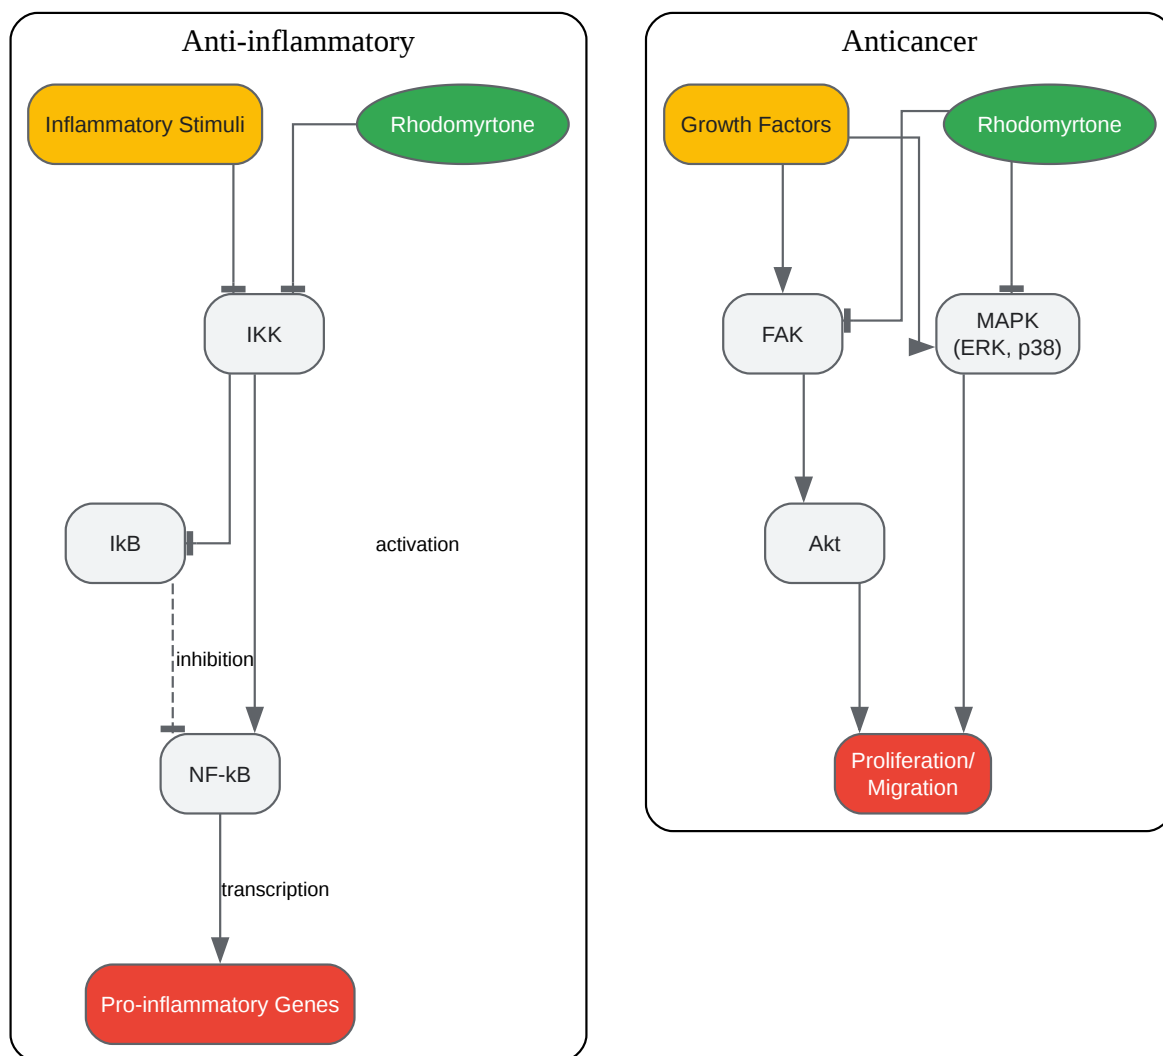 Anti-inflammatory
Inflammatory Stimuli
Rhodomyrtone
IKK
IkB
activation
inhibition
NF-kB
transcription
Pro-inflammatory Genes
Anticancer
Growth Factors
Rhodomyrtone
FAK
MAPK
(ERK, p38)
Akt
Proliferation/
Migration